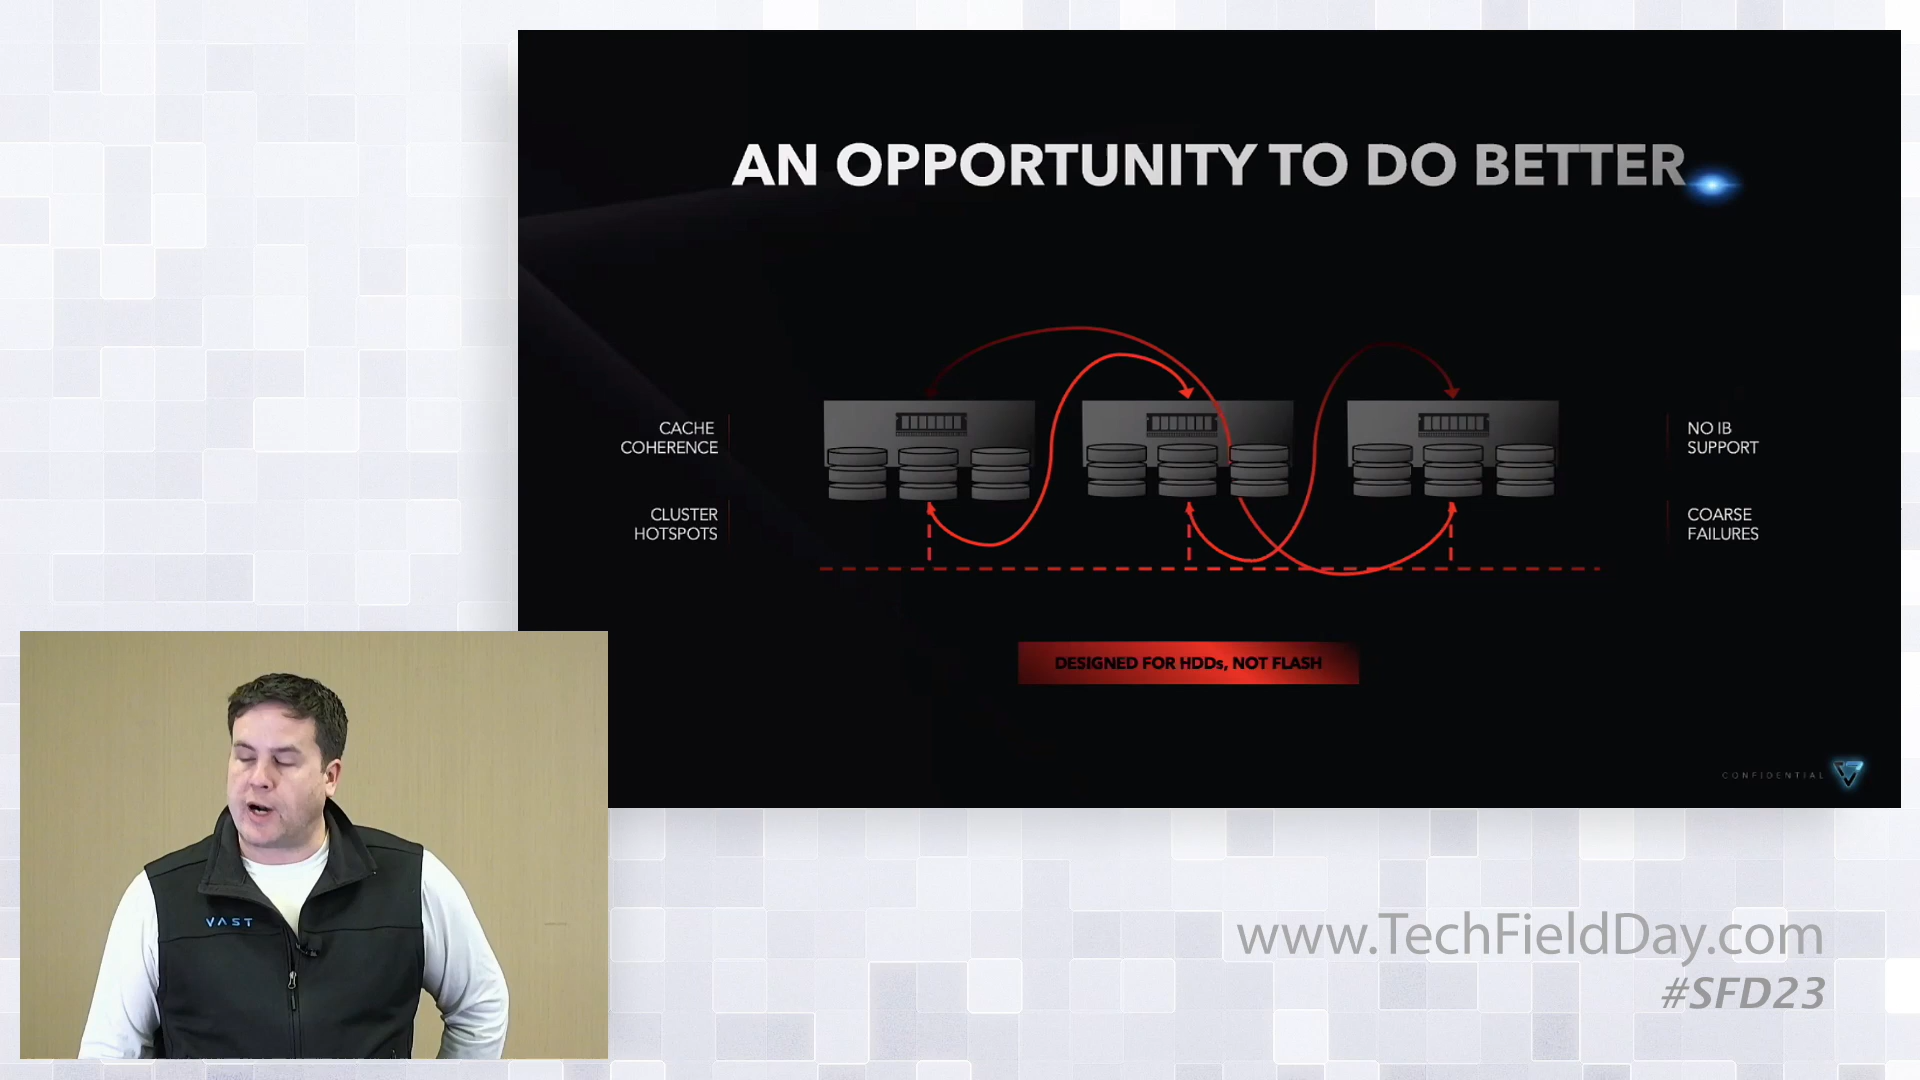 AN OPPORTUNITY TO DO BETTER
CACHE
COHERENCE
CLUSTER
HOTSPOTS
NO IB
SUPPORT
COARSE
FAILURES
DESIGNED FOR HDDs, NOT FLASH
CONFIDENTIAL
VAST
www.TechFieldDay.com
#SFD23